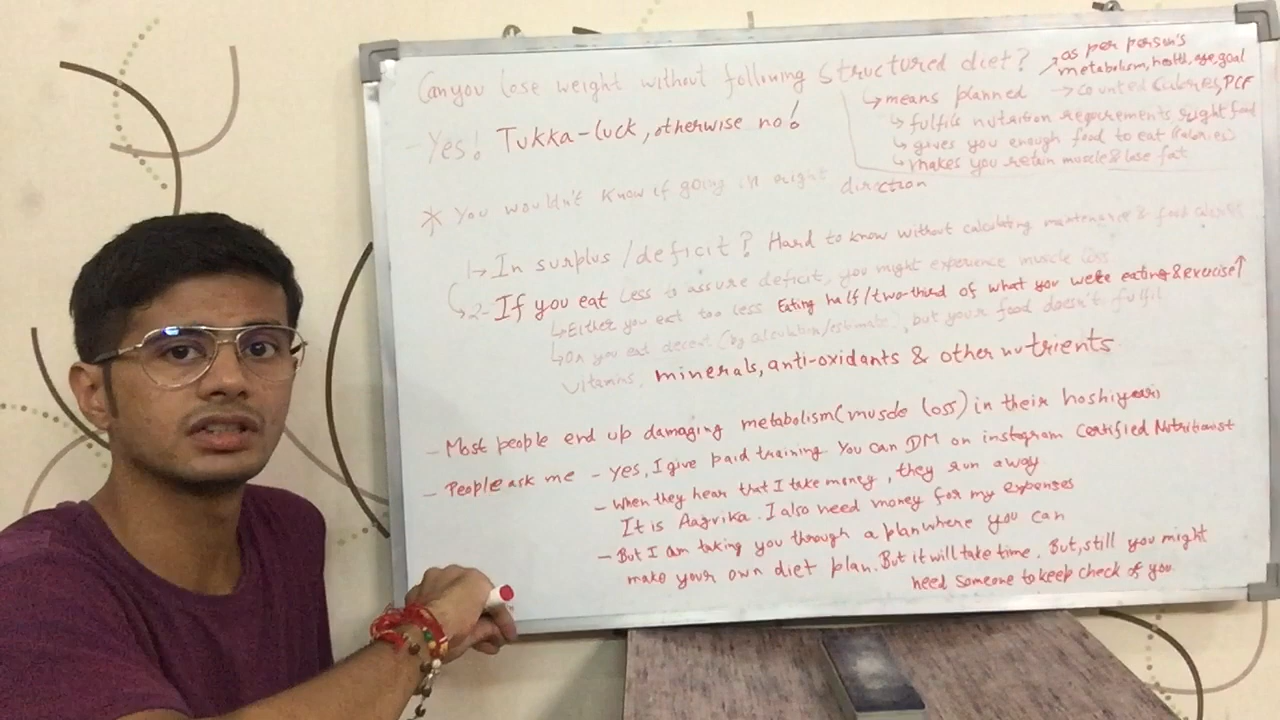 Can you lose weight without following structured diet?
as per person's
metabolism, health, age, goal
↳ means planned → counted calories, PCF
↳ fulfils nutrition requirements, right food
↳ gives you enough food to eat (calories)
↳ makes you retain muscle & lose fat
- Yes! Tukka-luck, otherwise no!
* You wouldn't know if going in right direction
1→ In surplus/deficit? Hard to know without calculating maintenance & food calories
↳ 2- If you eat less to assure deficit, you might experience muscle loss
↳ Either you eat too less Eating half/two-third of what you were eating & exercise↑
↳ Or you eat decent (by calculation/estimate), but your food doesn't fulfil
vitamins, minerals, anti-oxidants & other nutrients
- Most people end up damaging metabolism (muscle loss) in their hoshiyaari
- People ask me - Yes, I give paid training You can DM on instagram Certified Nutritionist
- When they hear that I take money, they run away
It is . I also need money for my expenses
- But I am taking you through a plan where you can
make your own diet plan. But it will take time. But, still you might
need someone to keep check of you.